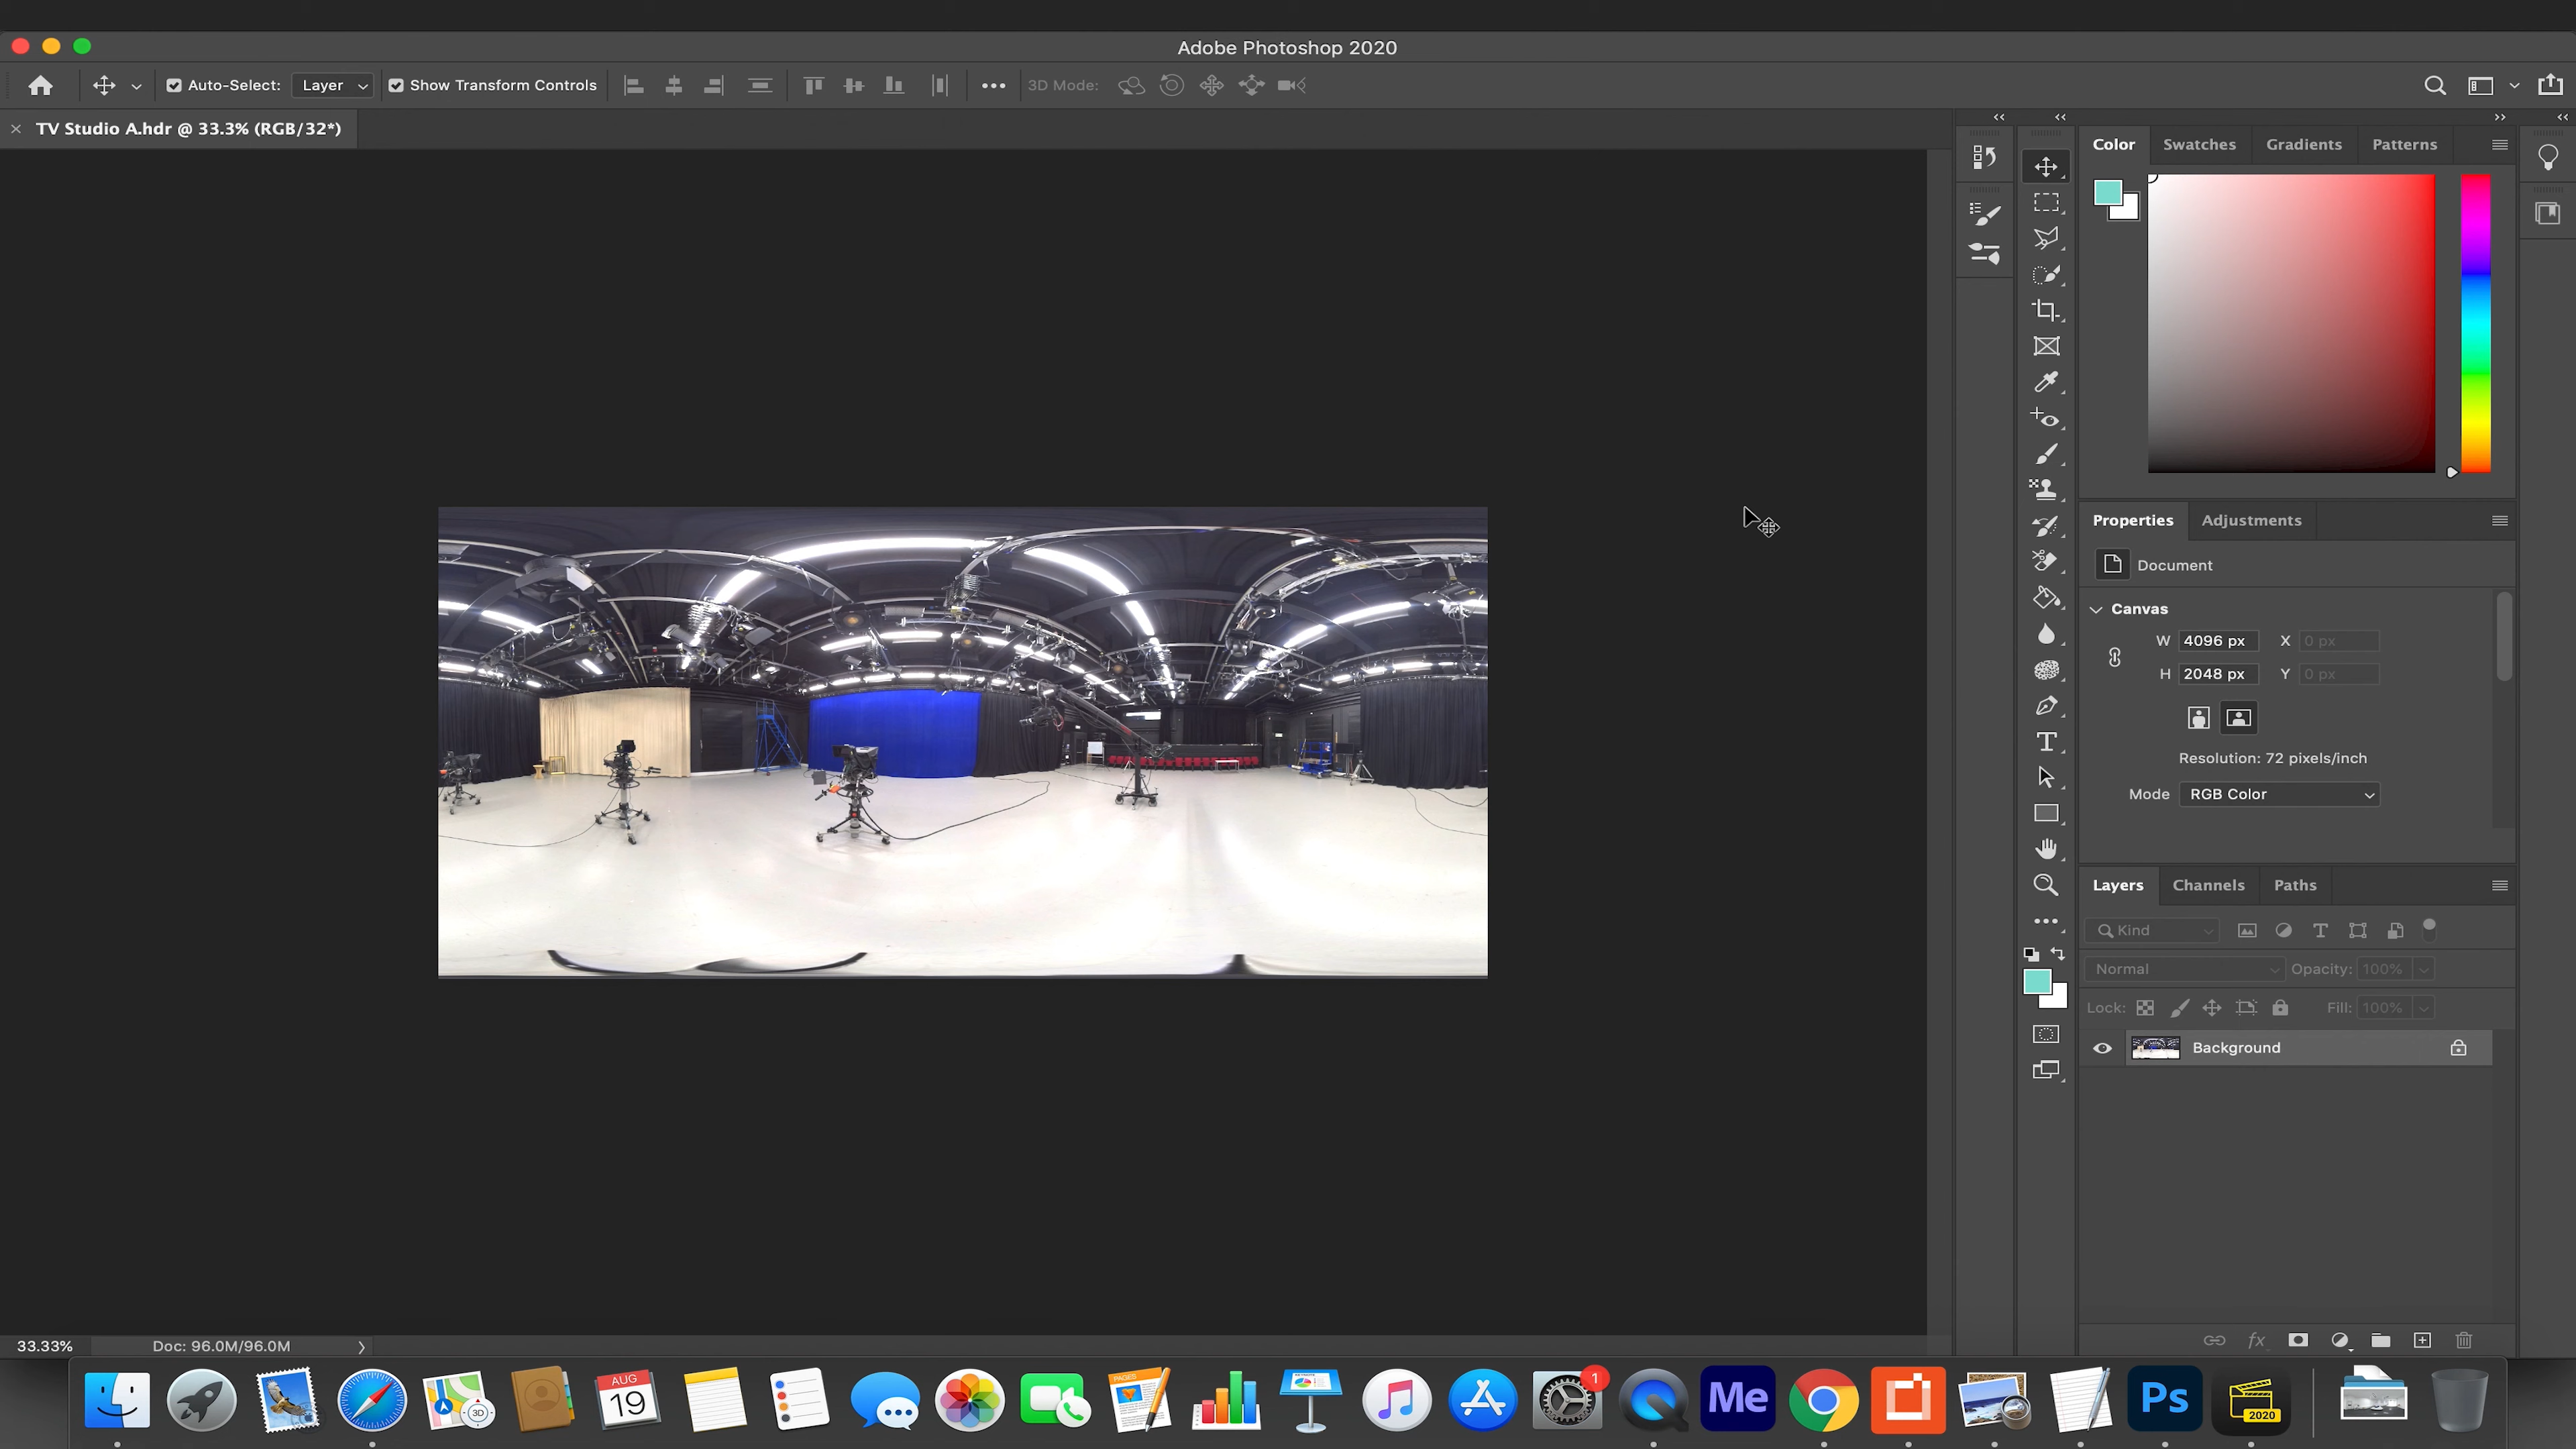 Adobe Photoshop 2020
Auto-Select: Layer Show Transform Controls 3D Mode:
TV Studio A.hdr @ 33.3% (RGB/32*)
Color Swatches Gradients Patterns
Properties Adjustments
Document
Canvas
W 4096 px X 0 px
H 2048 px Y 0 px
Resolution: 72 pixels/inch
Mode RGB Color
Layers Channels Paths
Kind
Normal Opacity: 100%
Lock: Fill: 100%
Background
33.33% Doc: 96.0M/96.0M
3D
AUG
19
PAGES
1
Me
Ps
2020